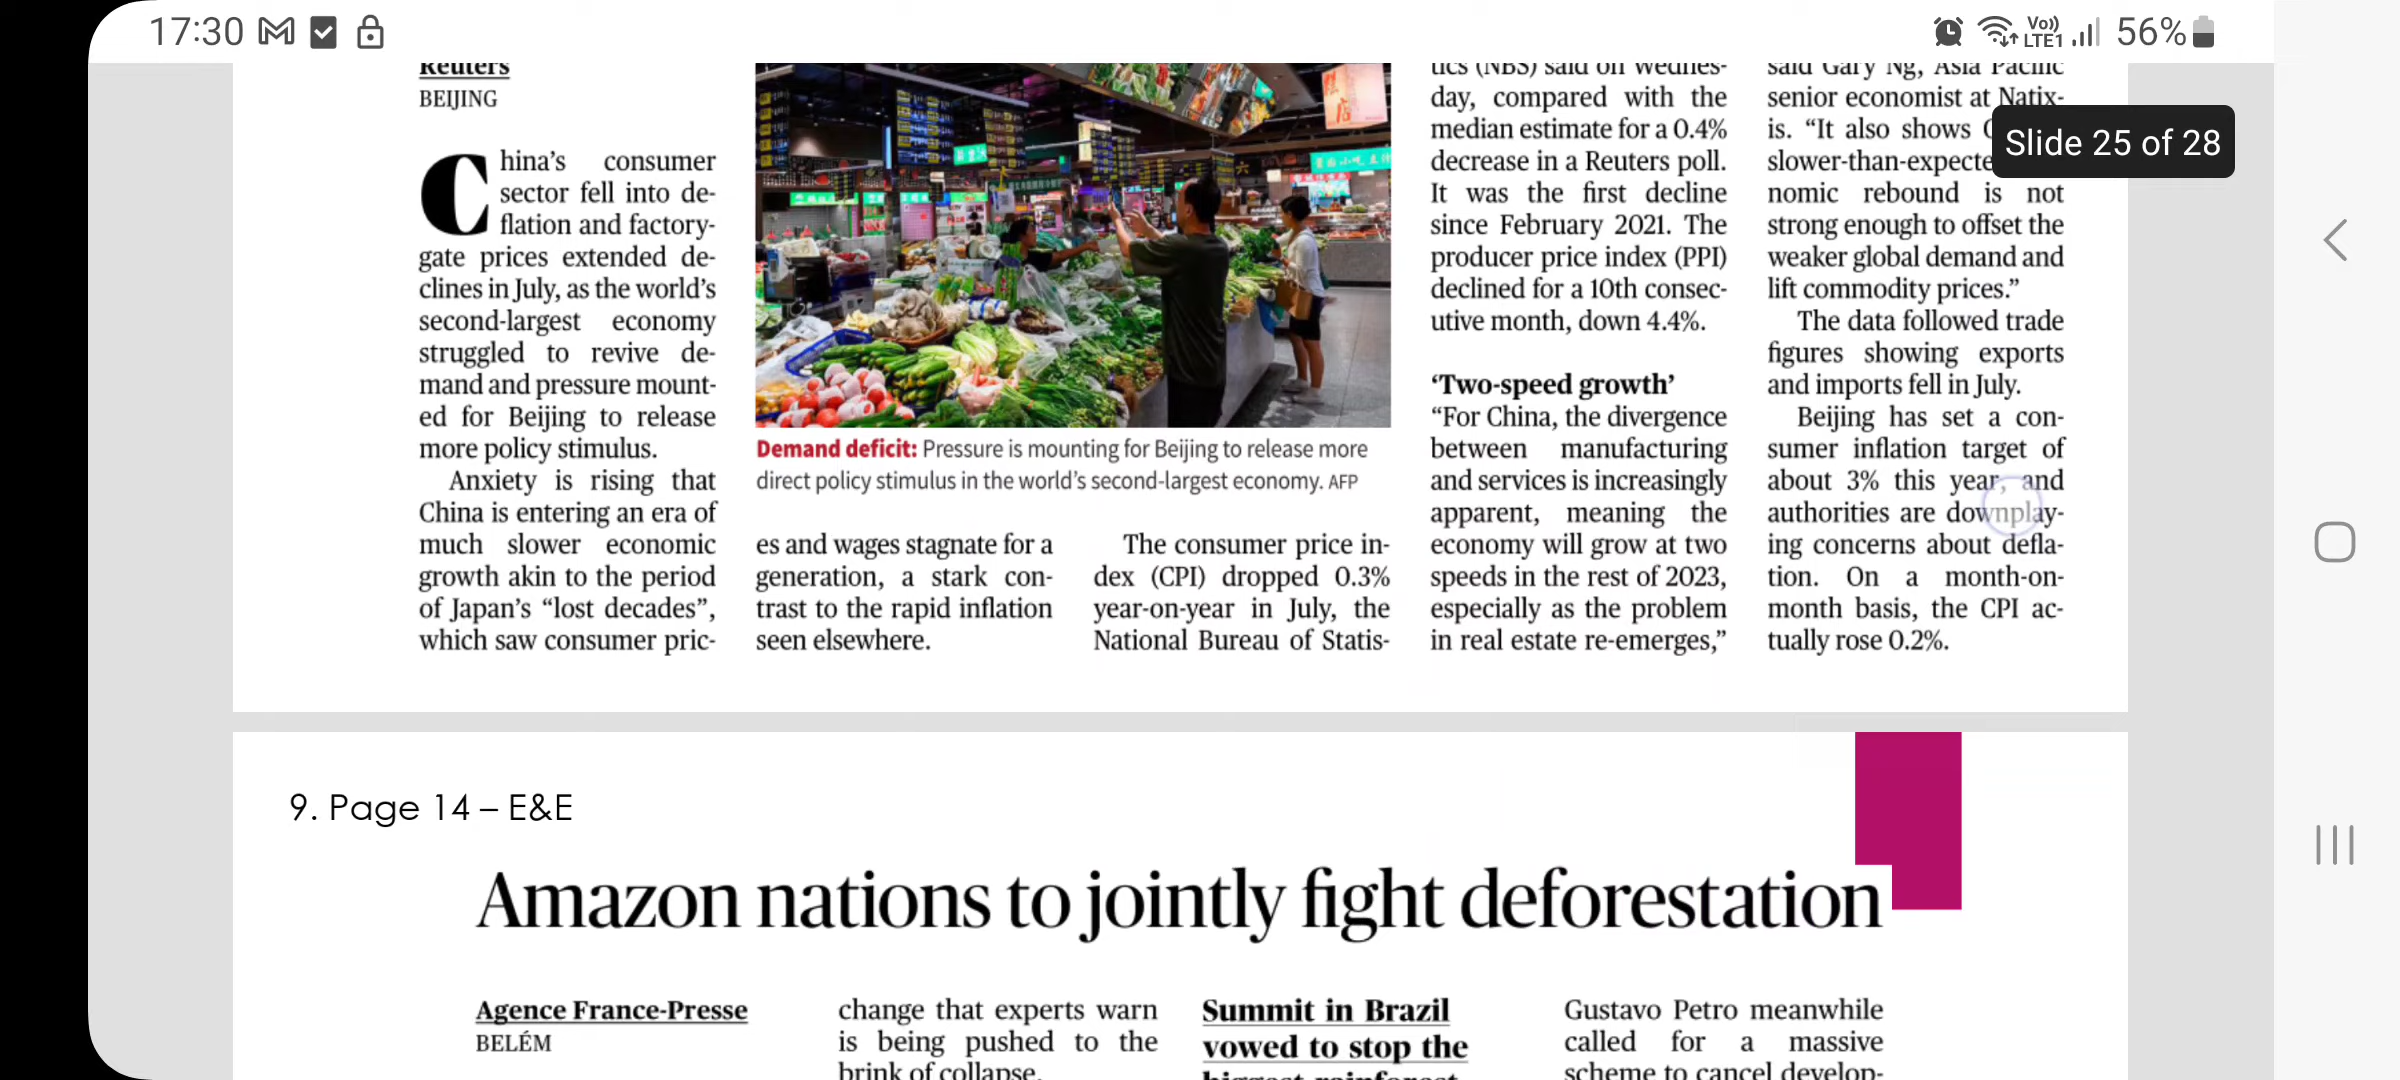 17:30
Vo)) LTE1
56%
Slide 25 of 28
Reuters
BEIJING
China's consumer
sector fell into de-
flation and factory-
gate prices extended de-
clines in July, as the world's
second-largest economy
struggled to revive de-
mand and pressure mount-
ed for Beijing to release
more policy stimulus.
Anxiety is rising that
China is entering an era of
much slower economic
growth akin to the period
of Japan's "lost decades",
which saw consumer pric-
Demand deficit: Pressure is mounting for Beijing to release more
direct policy stimulus in the world's second-largest economy. AFP
es and wages stagnate for a
generation, a stark con-
trast to the rapid inflation
seen elsewhere.
The consumer price in-
dex (CPI) dropped 0.3%
year-on-year in July, the
National Bureau of Statis-
tics (NBS) said on Wednes-
day, compared with the
median estimate for a 0.4%
decrease in a Reuters poll.
It was the first decline
since February 2021. The
producer price index (PPI)
declined for a 10th consec-
utive month, down 4.4%.
'Two-speed growth'
"For China, the divergence
between manufacturing
and services is increasingly
apparent, meaning the
economy will grow at two
speeds in the rest of 2023,
especially as the problem
in real estate re-emerges,"
said Gary Ng, Asia Pacific
senior economist at Natix-
is. "It also shows
slower-than-expecte
nomic rebound is not
strong enough to offset the
weaker global demand and
lift commodity prices."
The data followed trade
figures showing exports
and imports fell in July.
Beijing has set a con-
sumer inflation target of
about 3% this year, and
authorities are downplay-
ing concerns about defla-
tion. On a month-on-
month basis, the CPI ac-
tually rose 0.2%.
9. Page 14 – E&E
Amazon nations to jointly fight deforestation
Agence France-Presse
BELÉM
change that experts warn
is being pushed to the
brink of collapse.
Summit in Brazil
vowed to stop the
biggest rainforest
Gustavo Petro meanwhile
called for a massive
scheme to cancel develop-